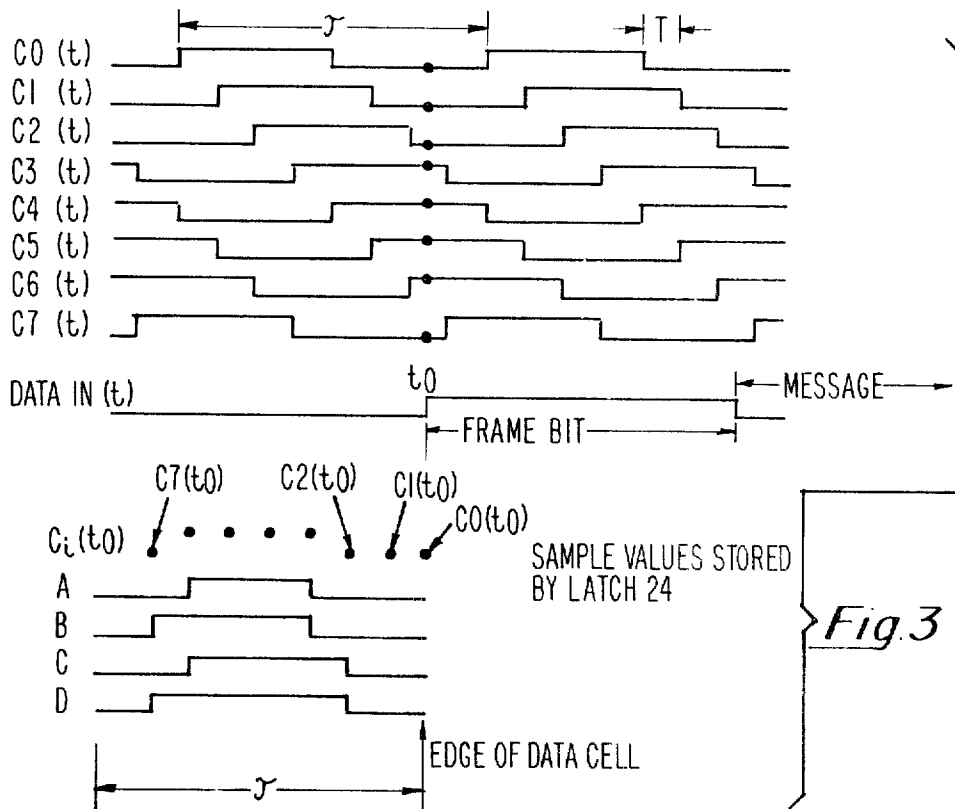 𝒯 T
C0 (t)
C1 (t)
C2 (t)
C3 (t)
C4 (t)
C5 (t)
C6 (t)
C7 (t)
t0
DATA IN (t)
MESSAGE
FRAME BIT
C7(t0) C2(t0) C1(t0)
C0(t0)
Ci(t0)
A
B
C
D
SAMPLE VALUES STORED
BY LATCH 24
Fig.3
EDGE OF DATA CELL
𝒯